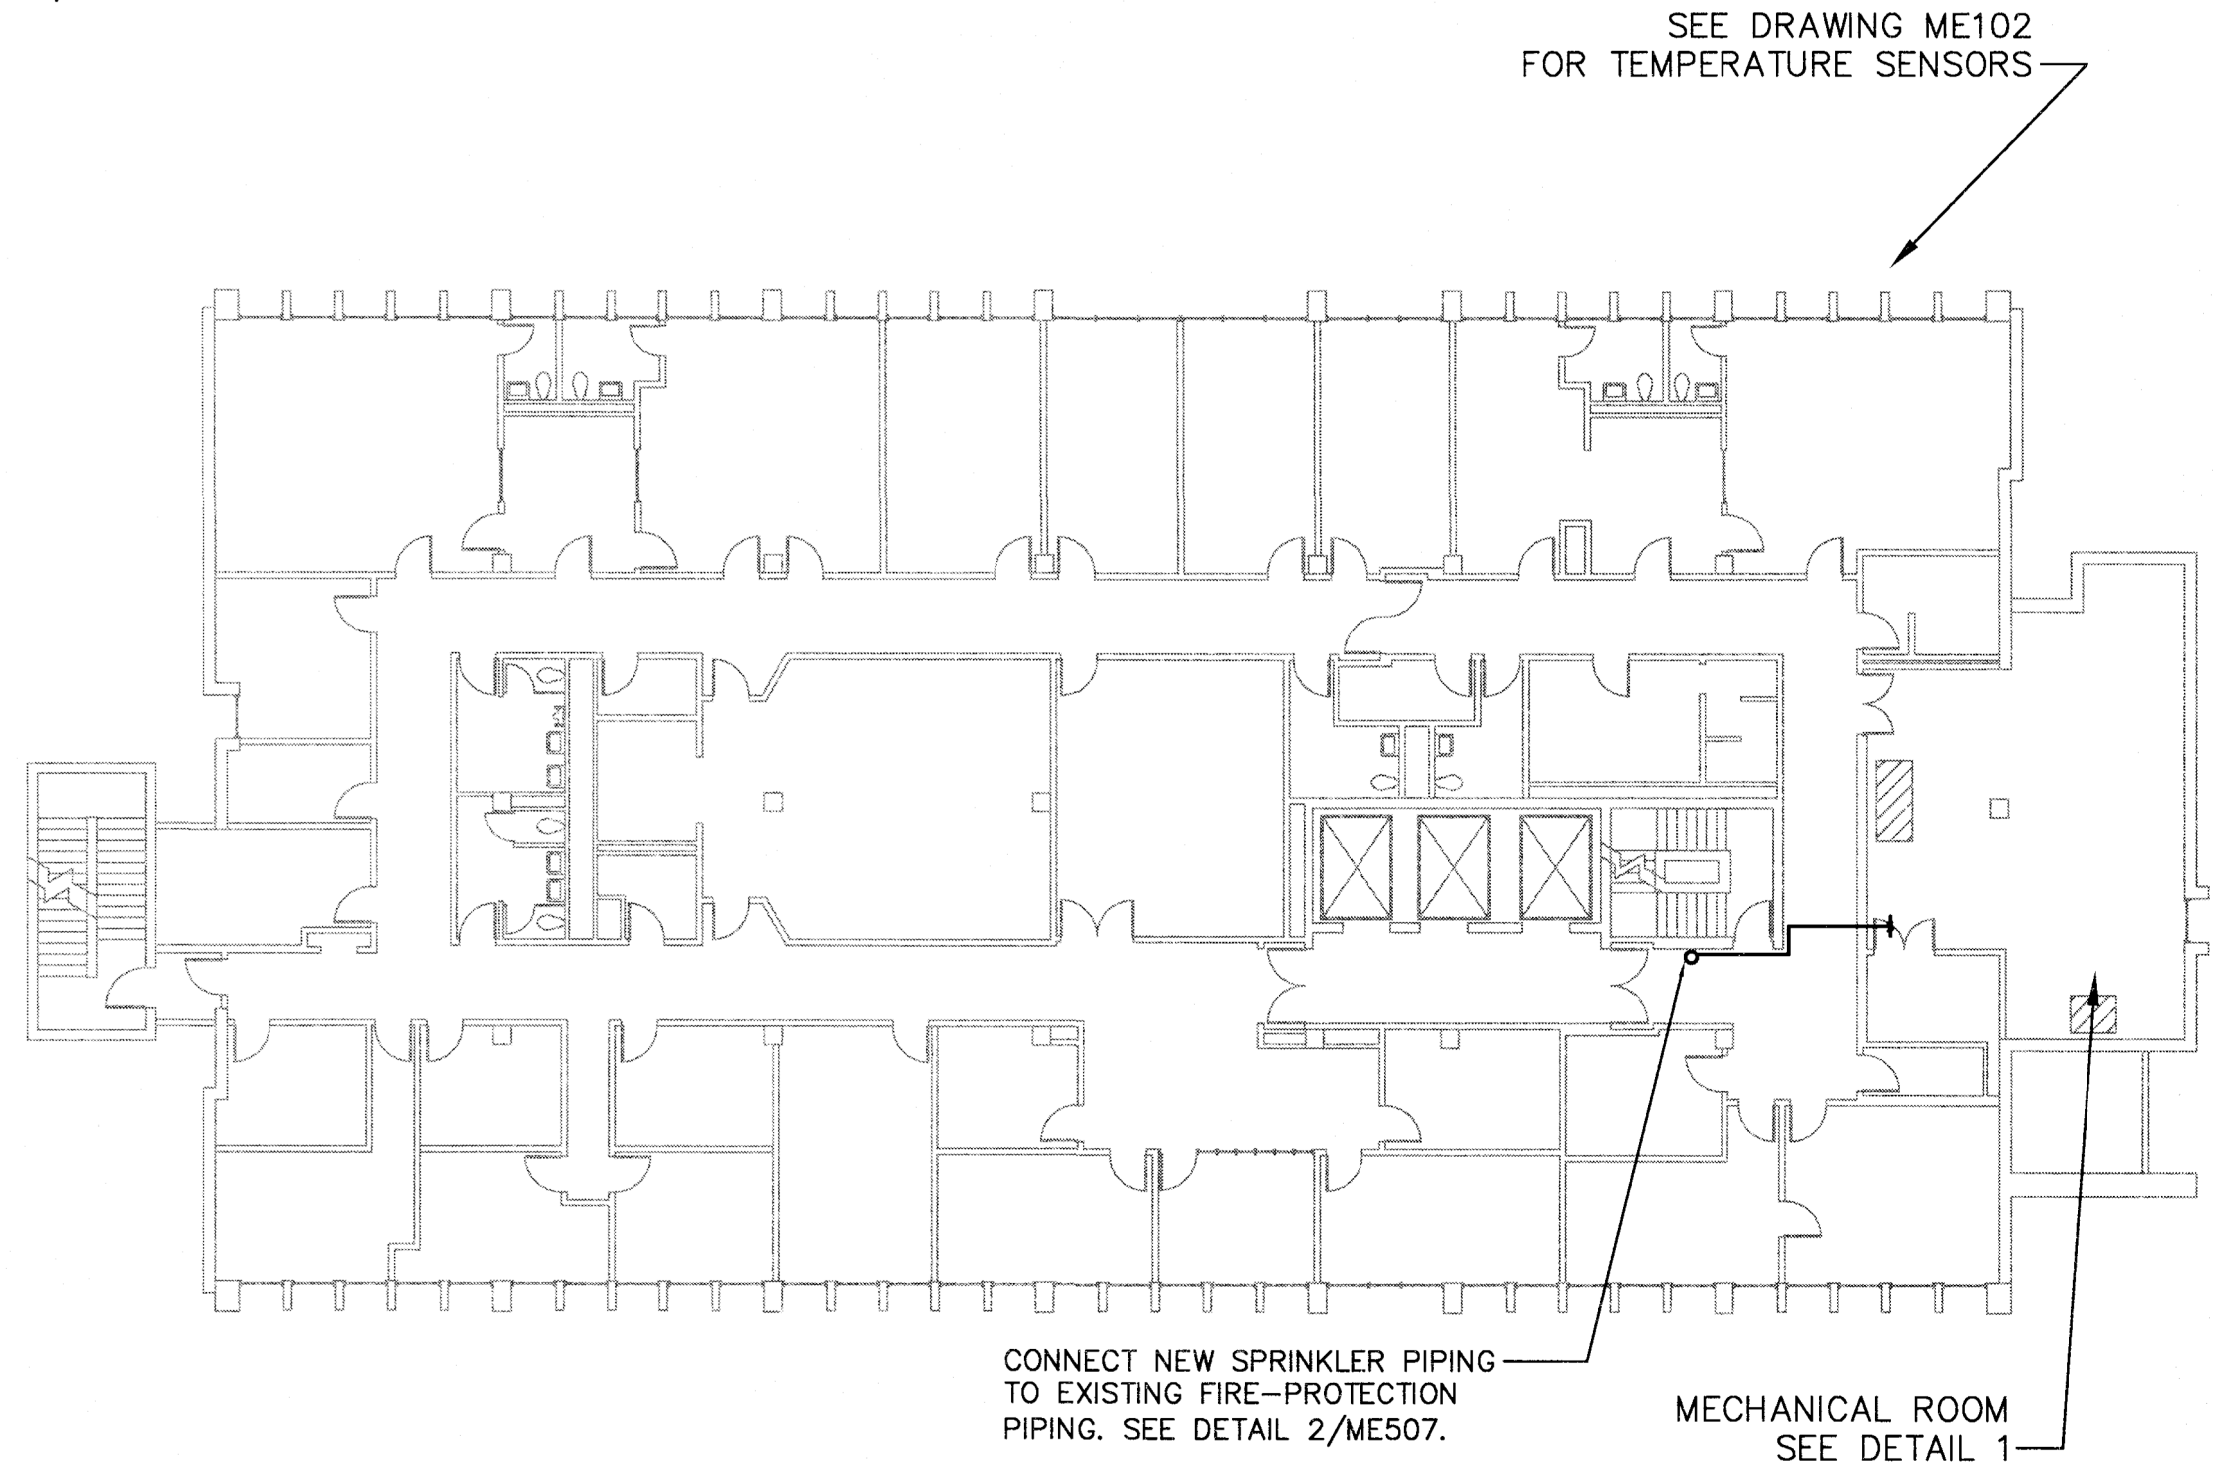 SEE DRAWING ME102
FOR TEMPERATURE SENSORS
CONNECT NEW SPRINKLER PIPING
TO EXISTING FIRE-PROTECTION
PIPING. SEE DETAIL 2/ME507.
MECHANICAL ROOM
SEE DETAIL 1